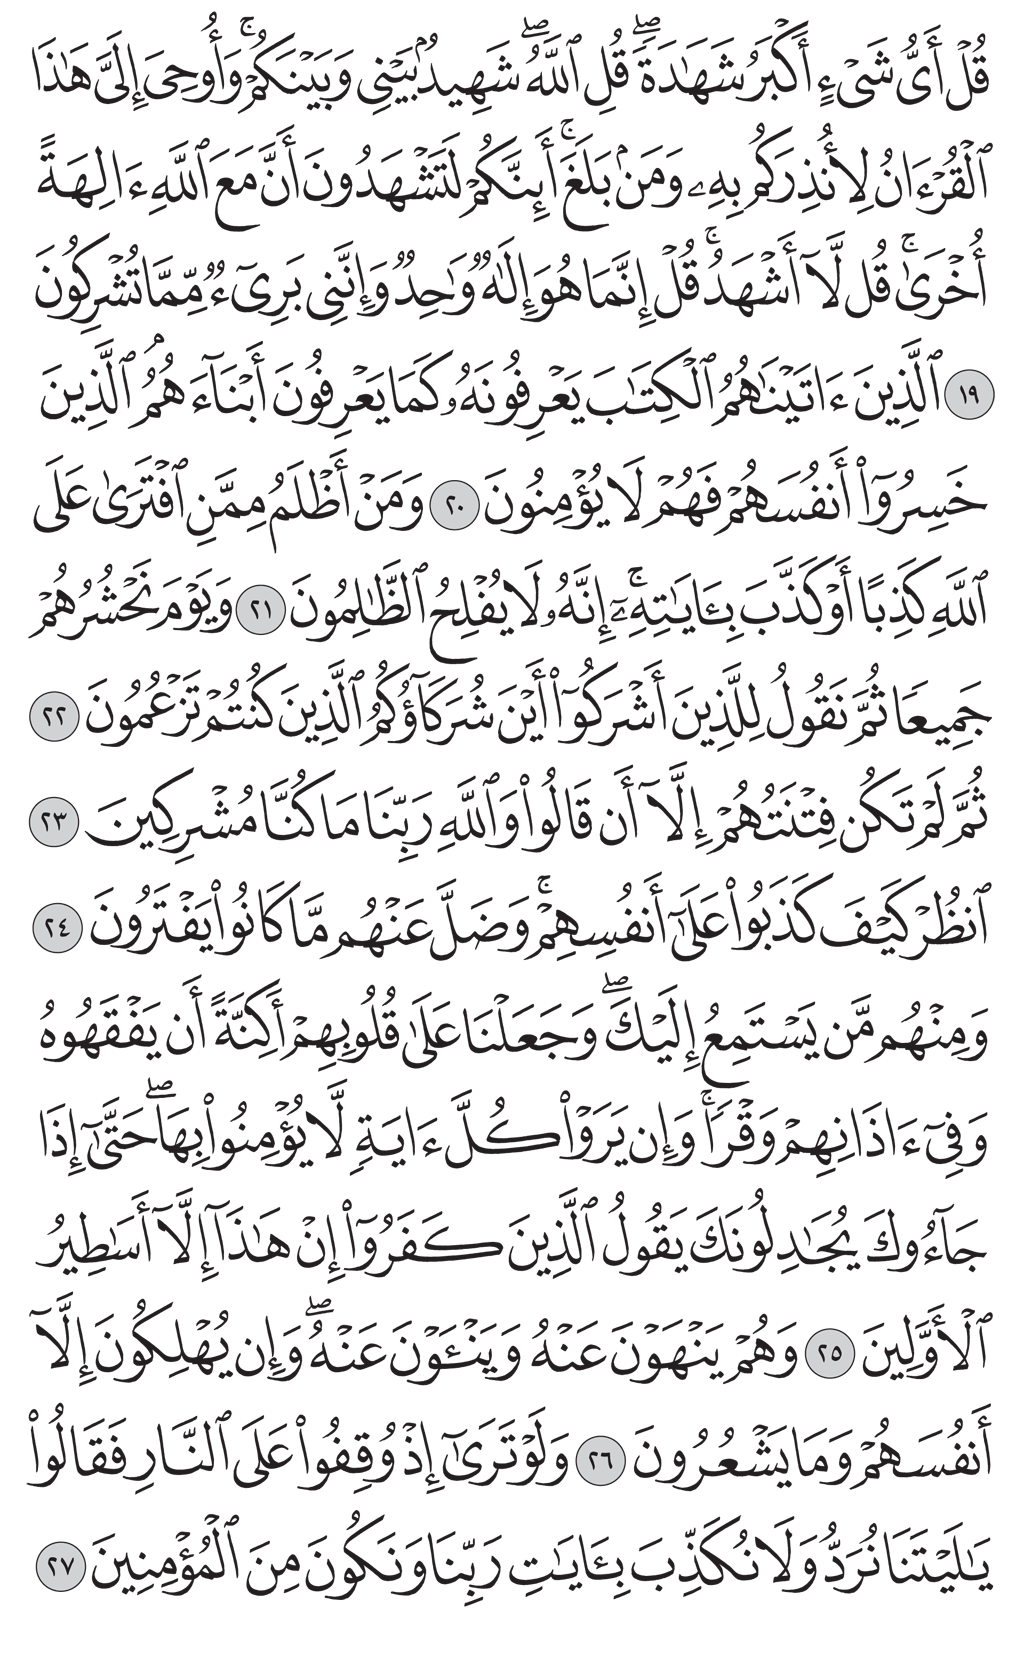 قُلْ أَىُّ شَىْءٍ أَكْبَرُ شَهَٰدَةًۖ قُلِ ٱللَّهُۖ شَهِيدُۢ بَيْنِى وَبَيْنَكُمْۚ وَأُوحِىَ إِلَىَّ هَٰذَا
ٱلْقُرْءَانُ لِأُنذِرَكُم بِهِۦ وَمَنۢ بَلَغَۚ أَئِنَّكُمْ لَتَشْهَدُونَ أَنَّ مَعَ ٱللَّهِ ءَالِهَةً
أُخْرَىٰۚ قُل لَّآ أَشْهَدُۚ قُلْ إِنَّمَا هُوَ إِلَٰهٌ وَٰحِدٌ وَإِنَّنِى بَرِىٓءٌ مِّمَّا تُشْرِكُونَ
١٩ ٱلَّذِينَ ءَاتَيْنَٰهُمُ ٱلْكِتَٰبَ يَعْرِفُونَهُۥ كَمَا يَعْرِفُونَ أَبْنَآءَهُمُۘ ٱلَّذِينَ
خَسِرُوٓا۟ أَنفُسَهُمْ فَهُمْ لَا يُؤْمِنُونَ ٢٠ وَمَنْ أَظْلَمُ مِمَّنِ ٱفْتَرَىٰ عَلَى
ٱللَّهِ كَذِبًا أَوْ كَذَّبَ بِـَٔايَٰتِهِۦٓۚ إِنَّهُۥ لَا يُفْلِحُ ٱلظَّٰلِمُونَ ٢١ وَيَوْمَ نَحْشُرُهُمْ
جَمِيعًا ثُمَّ نَقُولُ لِلَّذِينَ أَشْرَكُوٓا۟ أَيْنَ شُرَكَآؤُكُمُ ٱلَّذِينَ كُنتُمْ تَزْعُمُونَ ٢٢
ثُمَّ لَمْ تَكُن فِتْنَتُهُمْ إِلَّآ أَن قَالُوا۟ وَٱللَّهِ رَبِّنَا مَا كُنَّا مُشْرِكِينَ ٢٣
ٱنظُرْ كَيْفَ كَذَبُوا۟ عَلَىٰٓ أَنفُسِهِمْۚ وَضَلَّ عَنْهُم مَّا كَانُوا۟ يَفْتَرُونَ ٢٤
وَمِنْهُم مَّن يَسْتَمِعُ إِلَيْكَۖ وَجَعَلْنَا عَلَىٰ قُلُوبِهِمْ أَكِنَّةً أَن يَفْقَهُوهُ
وَفِىٓ ءَاذَانِهِمْ وَقْرًاۚ وَإِن يَرَوْا۟ كُلَّ ءَايَةٍ لَّا يُؤْمِنُوا۟ بِهَاۖ حَتَّىٰٓ إِذَا
جَآءُوكَ يُجَٰدِلُونَكَ يَقُولُ ٱلَّذِينَ كَفَرُوٓا۟ إِنْ هَٰذَآ إِلَّآ أَسَٰطِيرُ
ٱلْأَوَّلِينَ ٢٥ وَهُمْ يَنْهَوْنَ عَنْهُ وَيَنْـَٔوْنَ عَنْهُۖ وَإِن يُهْلِكُونَ إِلَّآ
أَنفُسَهُمْ وَمَا يَشْعُرُونَ ٢٦ وَلَوْ تَرَىٰٓ إِذْ وُقِفُوا۟ عَلَى ٱلنَّارِ فَقَالُوا۟
يَٰلَيْتَنَا نُرَدُّ وَلَا نُكَذِّبَ بِـَٔايَٰتِ رَبِّنَا وَنَكُونَ مِنَ ٱلْمُؤْمِنِينَ ٢٧